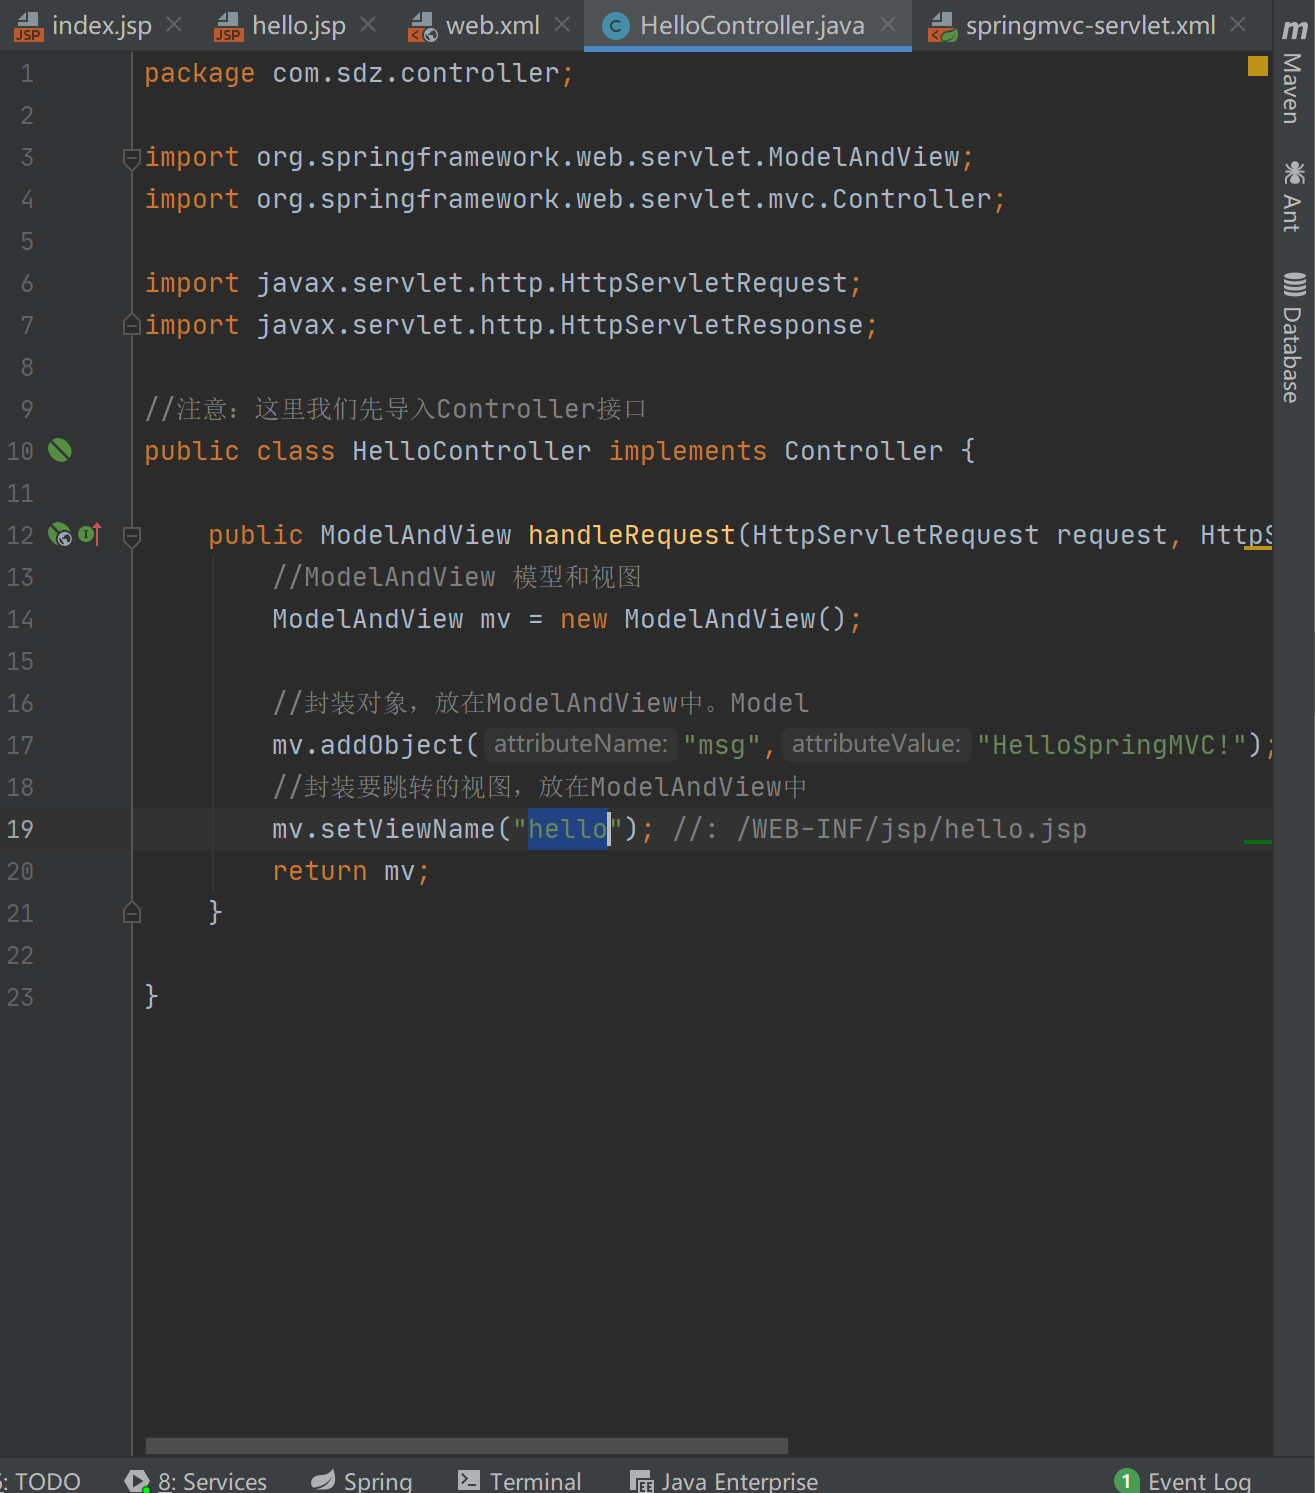 index.jsp hello.jsp web.xml HelloController.java springmvc-servlet.xml
1 package com.sdz.controller;
2
3 import org.springframework.web.servlet.ModelAndView;
4 import org.springframework.web.servlet.mvc.Controller;
5
6 import javax.servlet.http.HttpServletRequest;
7 import javax.servlet.http.HttpServletResponse;
8
9 //注意：这里我们先导入Controller接口
10 public class HelloController implements Controller {
11
12 public ModelAndView handleRequest(HttpServletRequest request, HttpS
13 //ModelAndView 模型和视图
14 ModelAndView mv = new ModelAndView();
15
16 //封装对象，放在ModelAndView中。Model
17 mv.addObject( attributeName: "msg", attributeValue: "HelloSpringMVC!");
18 //封装要跳转的视图，放在ModelAndView中
19 mv.setViewName("hello"); //: /WEB-INF/jsp/hello.jsp
20 return mv;
21 }
22
23 }
m Maven
Ant
Database
: TODO 8: Services Spring Terminal Java Enterprise 1 Event Log